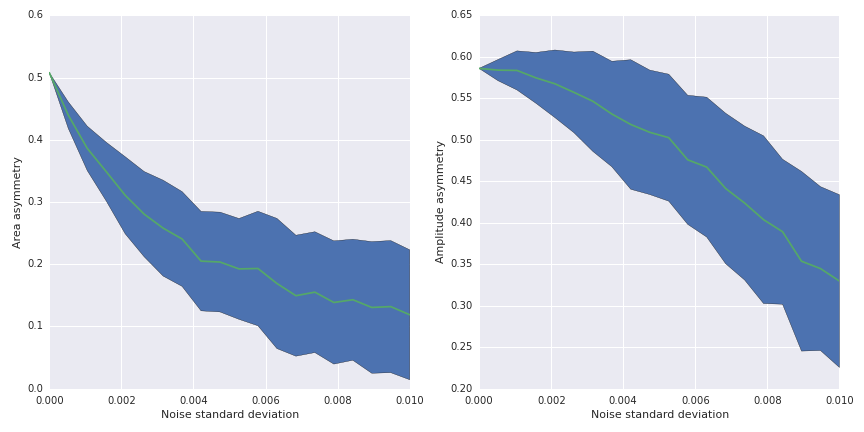 0.6
0.5
0.4
0.3
0.2
0.1
0.0
Area asymmetry
0.000 0.002 0.004 0.006 0.008 0.010
Noise standard deviation
0.65
0.60
0.55
0.50
0.45
0.40
0.35
0.30
0.25
0.20
Amplitude asymmetry
0.000 0.002 0.004 0.006 0.008 0.010
Noise standard deviation